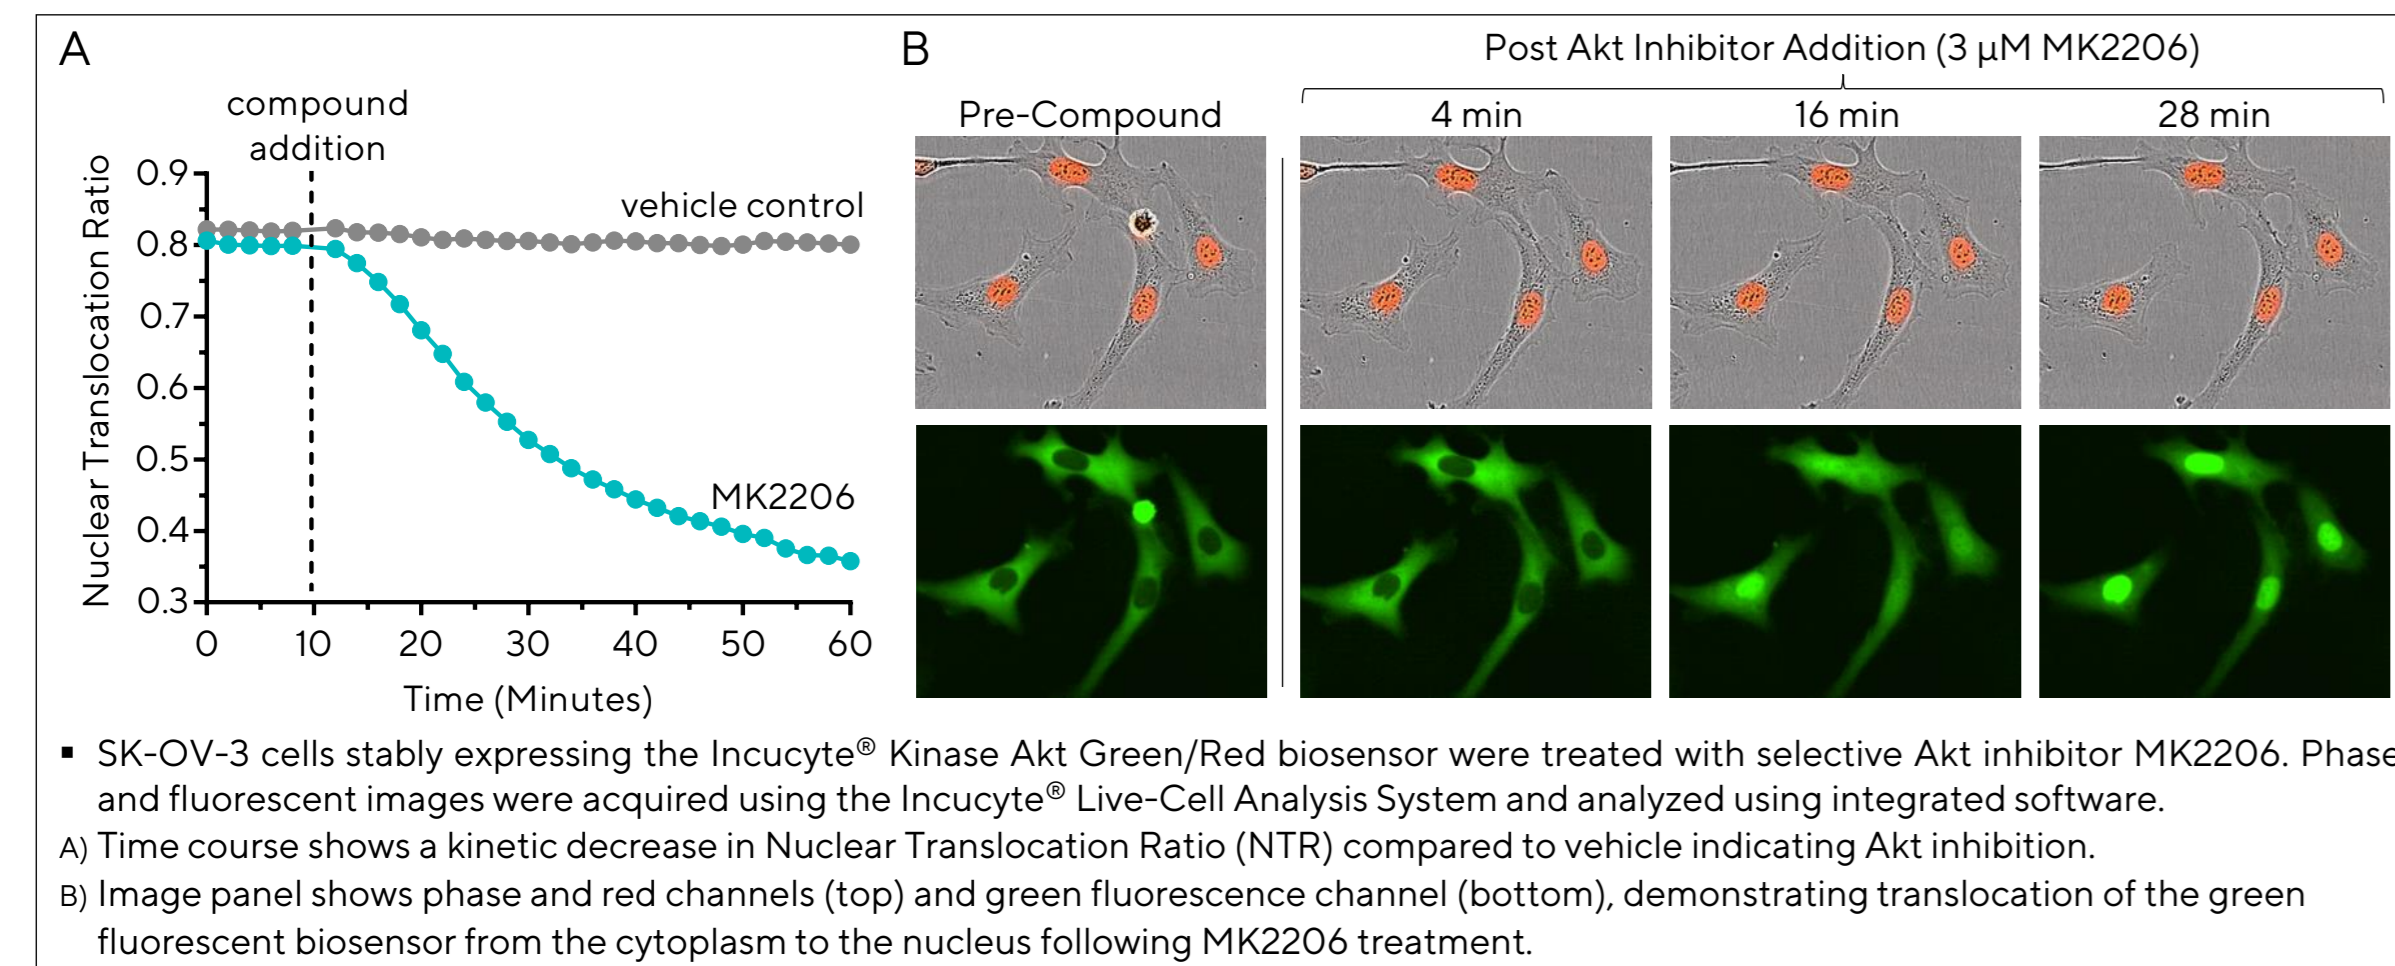 A
compound
addition
Nuclear Translocation Ratio
0.9
0.8
0.7
0.6
0.5
0.4
0.3
vehicle control
MK2206
0 10 20 30 40 50 60
Time (Minutes)
B
Post Akt Inhibitor Addition (3 µM MK2206)
Pre-Compound
4 min
16 min
28 min
▪ SK-OV-3 cells stably expressing the Incucyte® Kinase Akt Green/Red biosensor were treated with selective Akt inhibitor MK2206. Phase
and fluorescent images were acquired using the Incucyte® Live-Cell Analysis System and analyzed using integrated software.
A) Time course shows a kinetic decrease in Nuclear Translocation Ratio (NTR) compared to vehicle indicating Akt inhibition.
B) Image panel shows phase and red channels (top) and green fluorescence channel (bottom), demonstrating translocation of the green
fluorescent biosensor from the cytoplasm to the nucleus following MK2206 treatment.